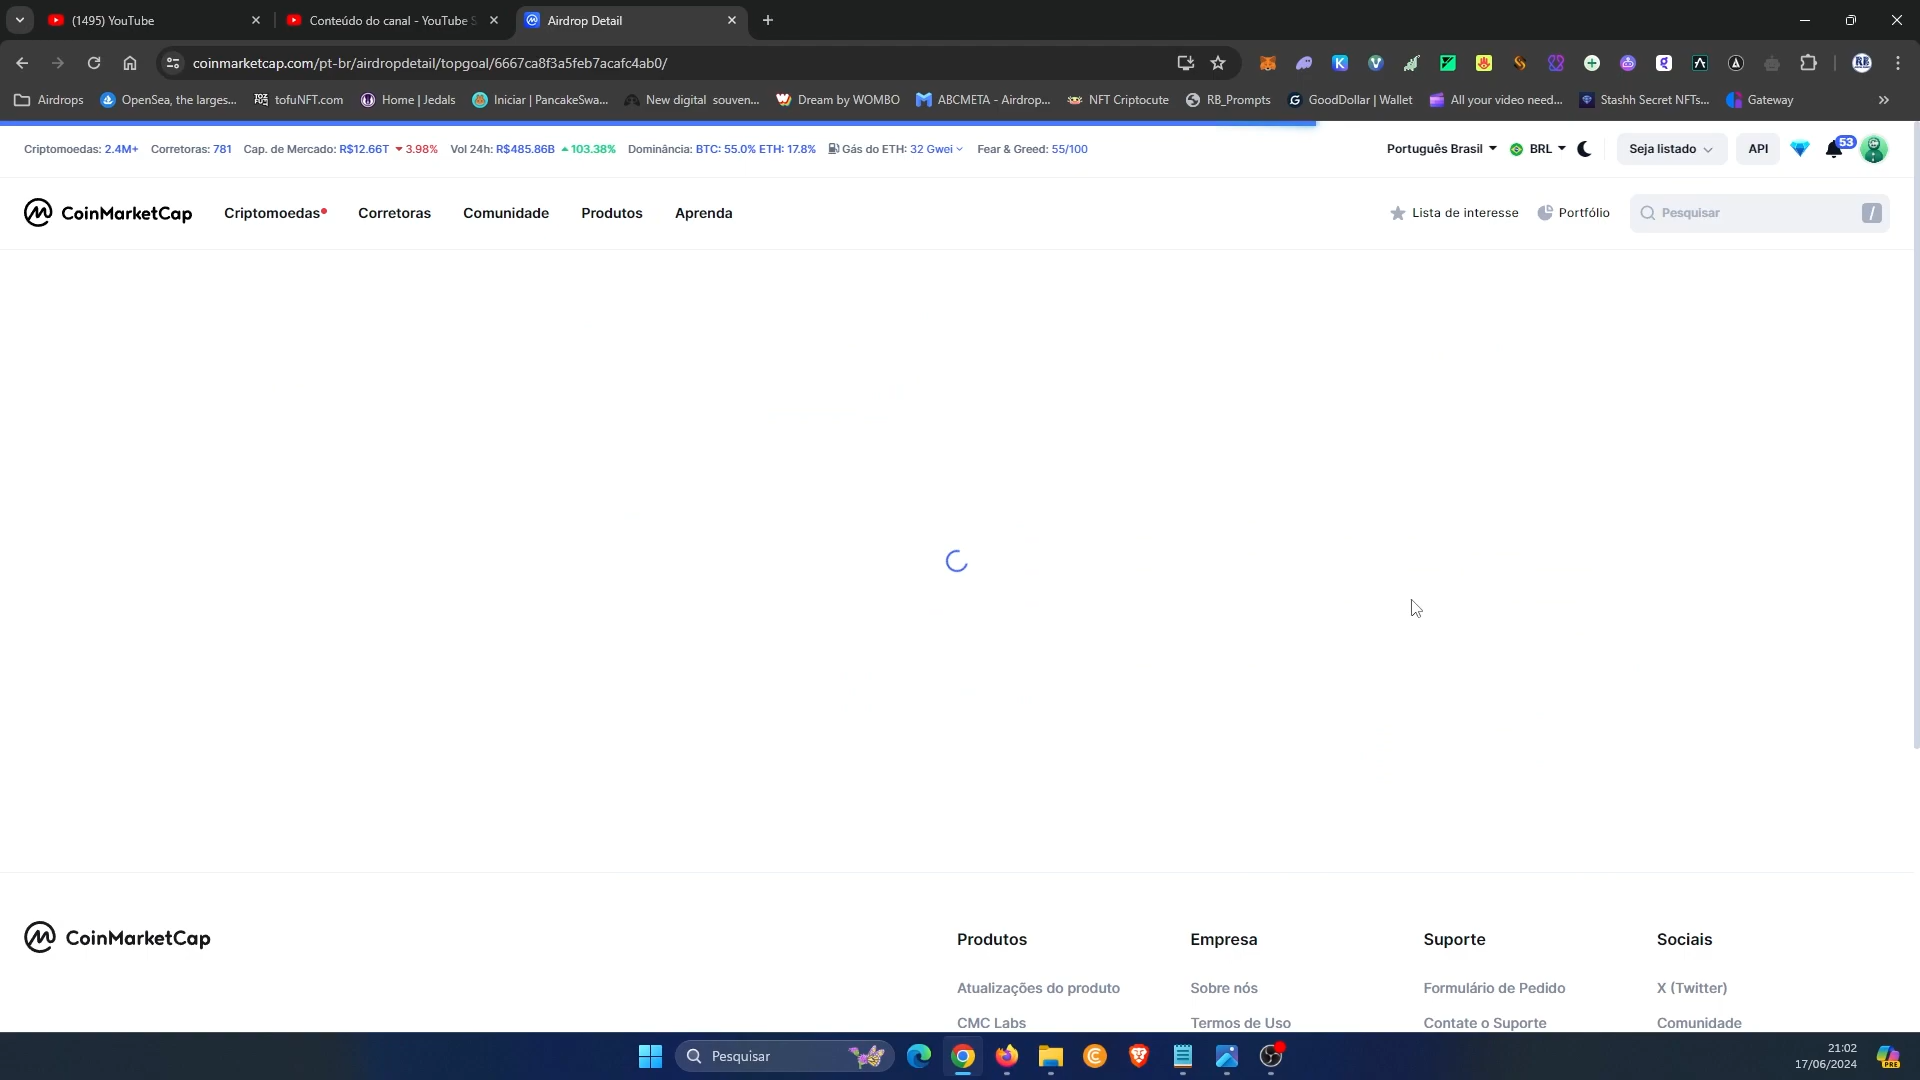 (1495) YouTube
Conteúdo do canal - YouTube S
Airdrop Detail
coinmarketcap.com/pt-br/airdropdetail/topgoal/6667ca8f3a5feb7acafc4ab0/
Airdrops
OpenSea, the larges...
tofuNFT.com
Home | Jedals
Iniciar | PancakeSwa...
New digital souven...
Dream by WOMBO
ABCMETA - Airdrop...
NFT Criptocute
RB_Prompts
GoodDollar | Wallet
All your video need...
Stashh Secret NFTs...
Gateway
Criptomoedas: 2.4M+ Corretoras: 781 Cap. de Mercado: R$12.66T 3.98% Vol 24h: R$485.86B 103.38% Dominância: BTC: 55.0% ETH: 17.8% Gás do ETH: 32 Gwei Fear & Greed: 55/100
Português Brasil BRL Seja listado API 53
CoinMarketCap
Criptomoedas Corretoras Comunidade Produtos Aprenda
Lista de interesse Portfólio Pesquisar /
CoinMarketCap
Produtos Empresa Suporte Sociais
Atualizações do produto Sobre nós Formulário de Pedido X (Twitter)
CMC Labs Termos de Uso Contate o Suporte Comunidade
Pesquisar
21:02
17/06/2024
PRE